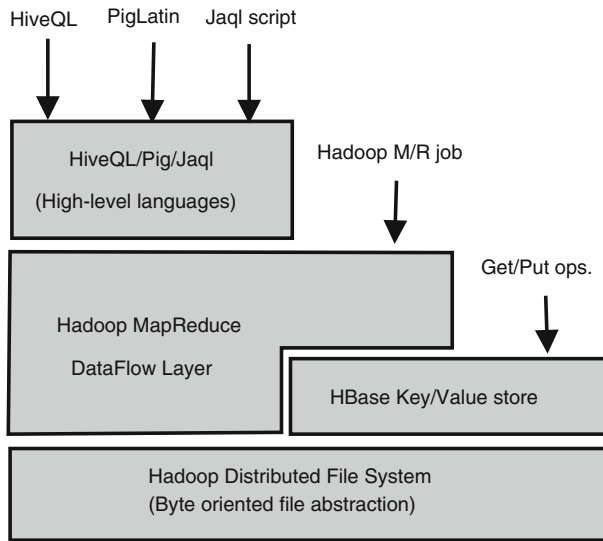 HiveQL
PigLatin
Jaql script
HiveQL/Pig/Jaql
(High-level languages)
Hadoop M/R job
Get/Put ops.
Hadoop MapReduce
DataFlow Layer
HBase Key/Value store
Hadoop Distributed File System
(Byte oriented file abstraction)